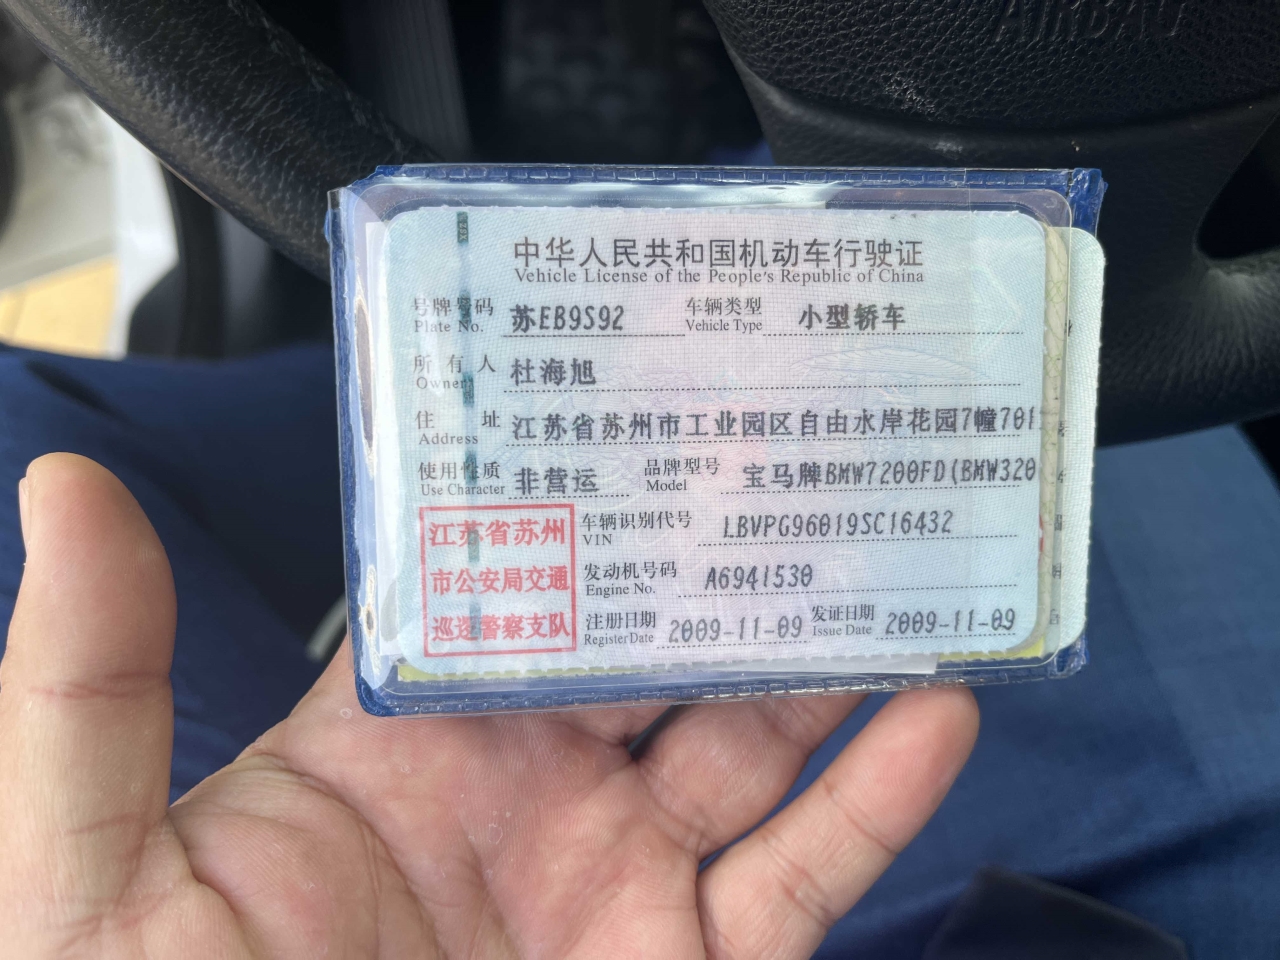 AIRBAG
中华人民共和国机动车行驶证
Vehicle License of the People's Republic of China
号牌号码 苏EB9S92 车辆类型 小型轿车
Plate No. Vehicle Type
所有人 杜海旭
Owner
住址 江苏省苏州市工业园区自由水岸花园7幢701
Address
使用性质 非营运 品牌型号 宝马牌BMW7200FD(BMW320
Use Character Model
江苏省苏州
市公安局交通
巡逻警察支队
车辆识别代号 LBVPG96019SC16432
VIN
发动机号码 A6941530
Engine No.
注册日期 2009-11-09 发证日期 2009-11-09
Register Date Issue Date